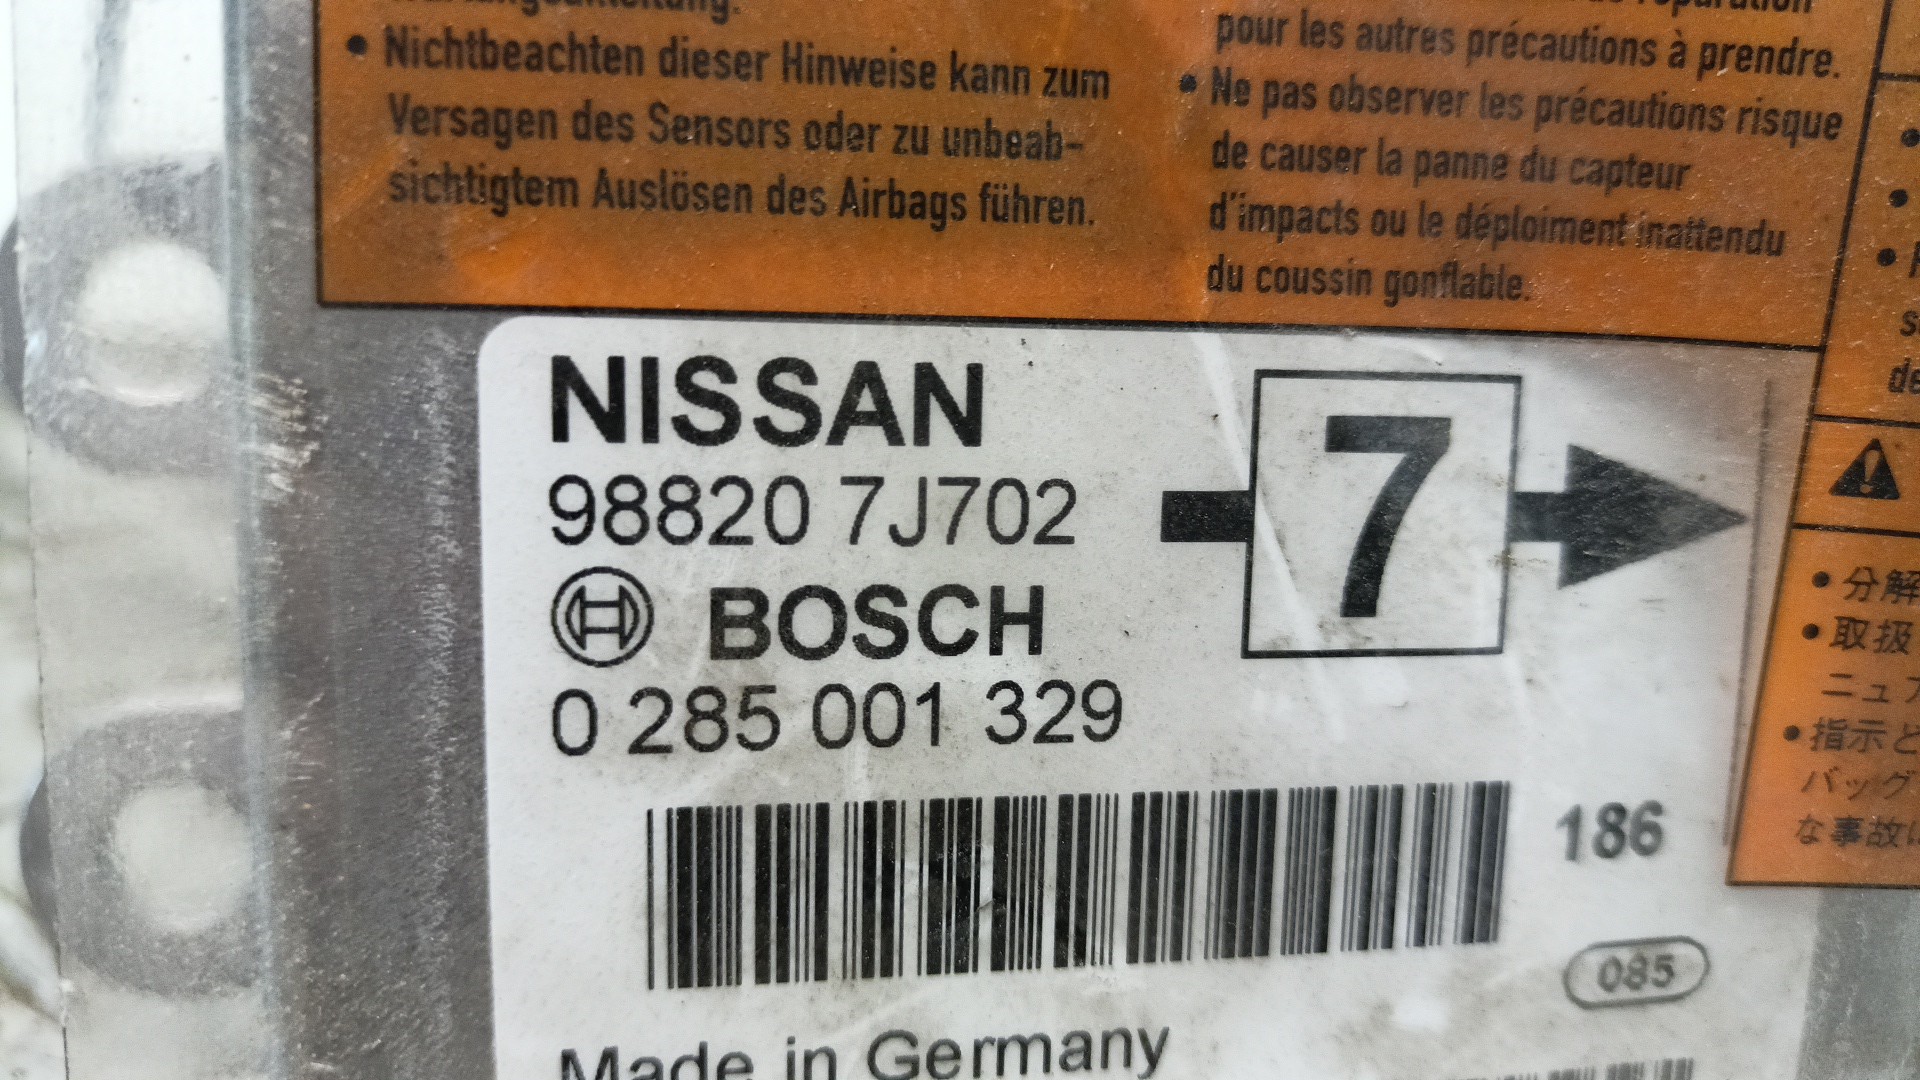 • Nichtbeachten dieser Hinweise kann zum
Versagen des Sensors oder zu unbeab-
sichtigtem Auslösen des Airbags führen.
pour les autres précautions à prendre.
• Ne pas observer les précautions risque
de causer la panne du capteur
d'impacts ou le déploiment inattendu
du coussin gonflable.
NISSAN
98820 7J702
BOSCH
0 285 001 329
7
186
085
Made in Germany
de
• 分解
• 取扱
ニュア
• 指示と
バッグ
な事故に